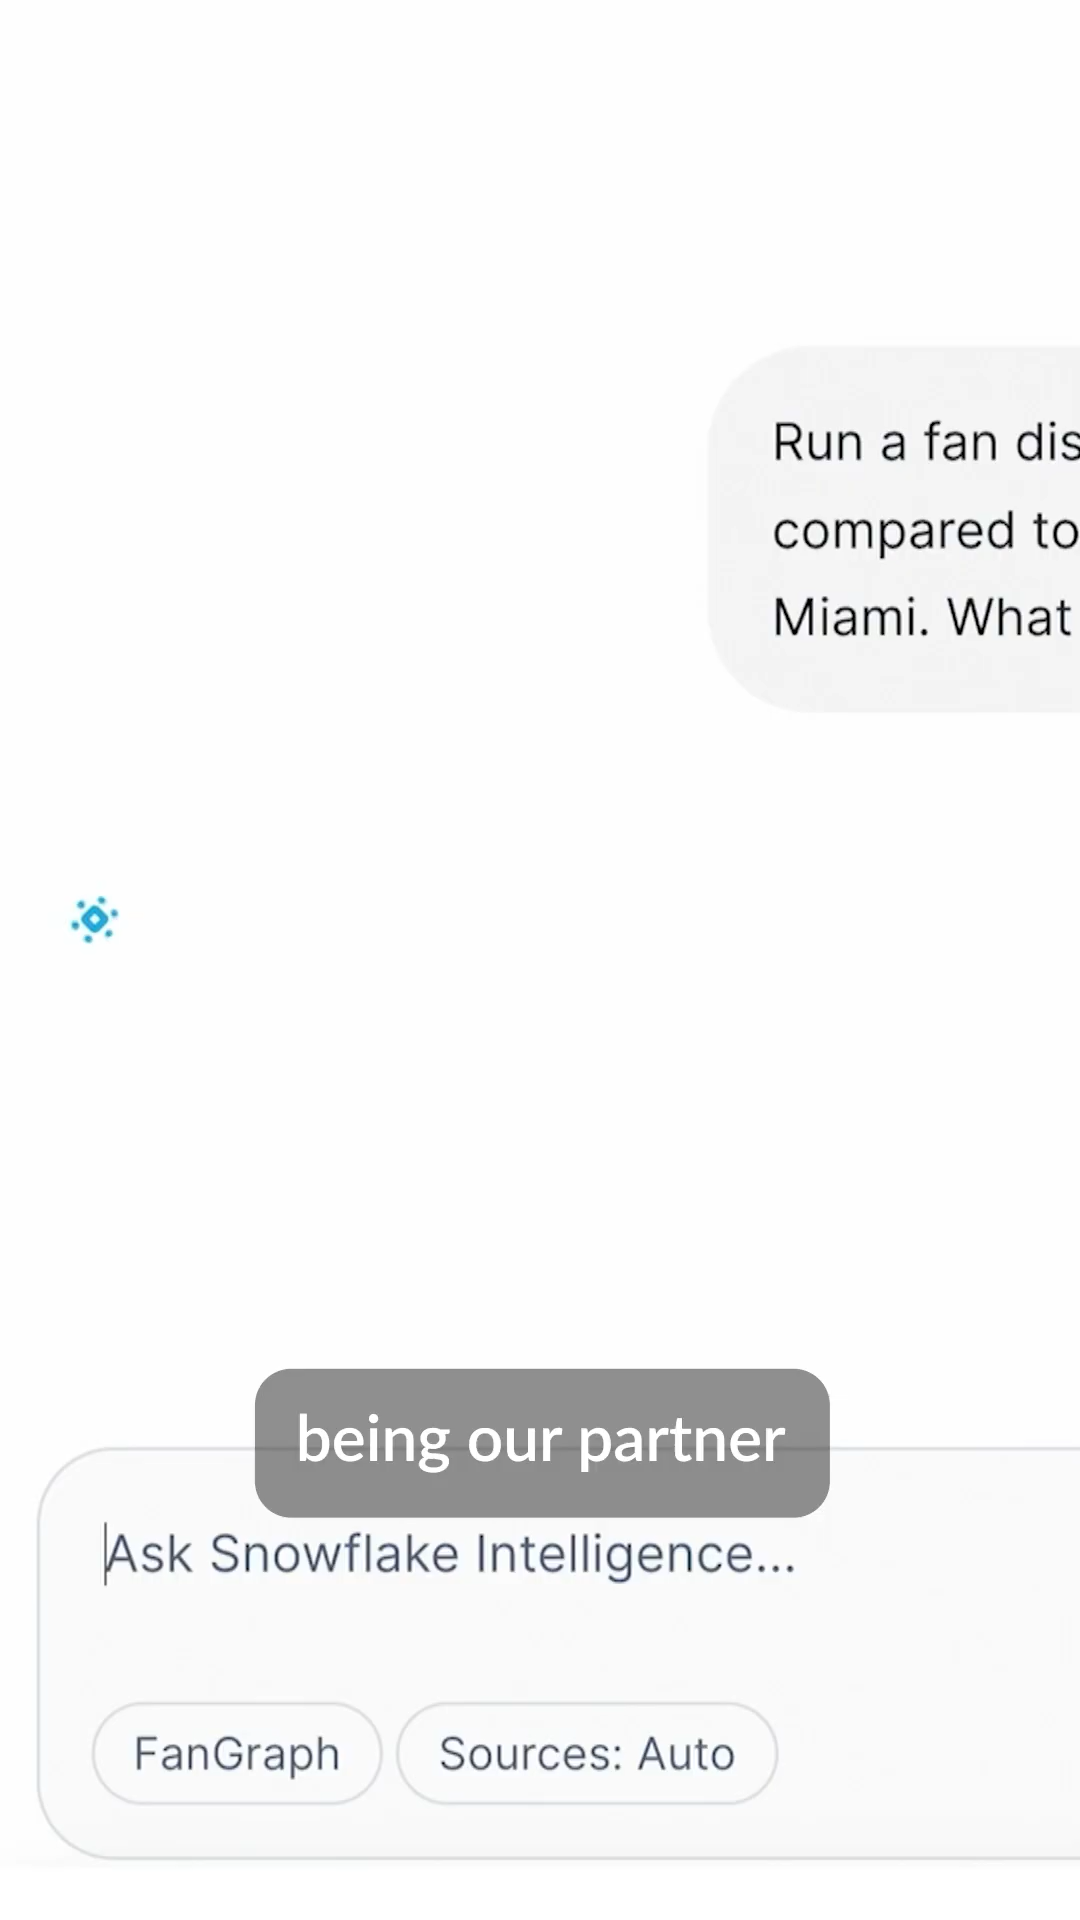 Run a fan dis
compared to
Miami. What
being our partner
Ask Snowflake Intelligence...
FanGraph
Sources: Auto